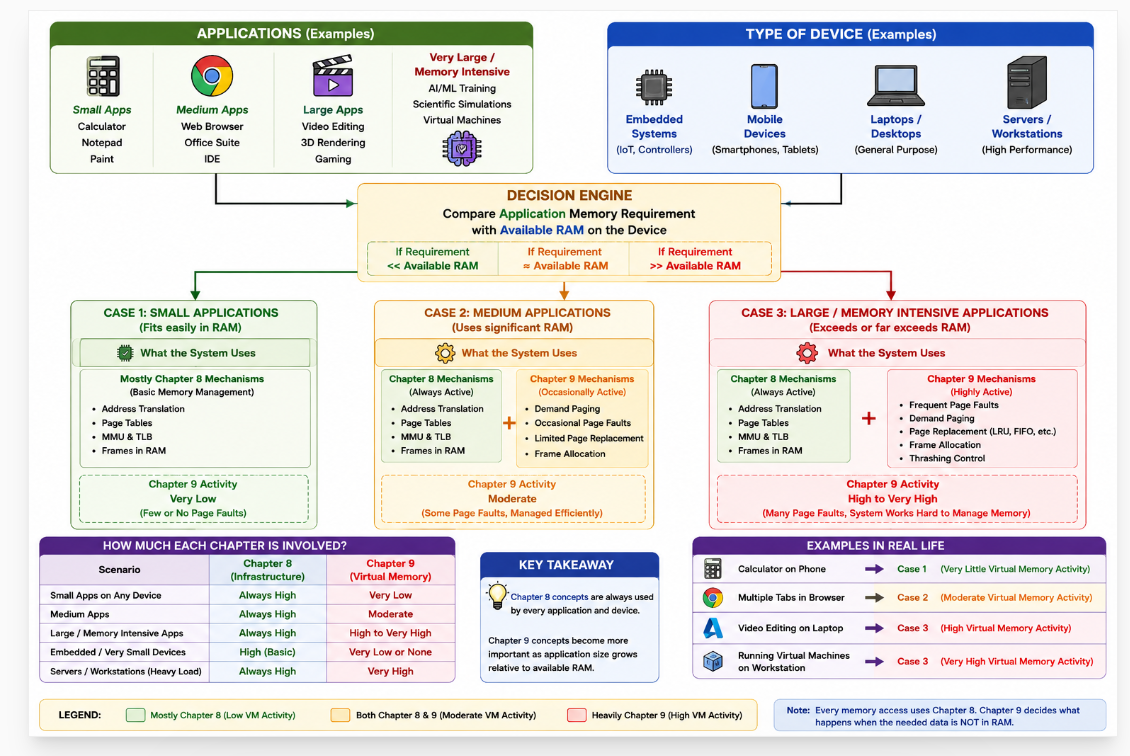 APPLICATIONS (Examples)
Small Apps
Calculator
Notepad
Paint
Medium Apps
Web Browser
Office Suite
IDE
Large Apps
Video Editing
3D Rendering
Gaming
Very Large /
Memory Intensive
AI/ML Training
Scientific Simulations
Virtual Machines
TYPE OF DEVICE (Examples)
Embedded
Systems
(IoT, Controllers)
Mobile
Devices
(Smartphones, Tablets)
Laptops /
Desktops
(General Purpose)
Servers /
Workstations
(High Performance)
DECISION ENGINE
Compare Application Memory Requirement
with Available RAM on the Device
If Requirement
<< Available RAM
If Requirement
≈ Available RAM
If Requirement
>> Available RAM
CASE 1: SMALL APPLICATIONS
(Fits easily in RAM)
What the System Uses
Mostly Chapter 8 Mechanisms
(Basic Memory Management)
• Address Translation
• Page Tables
• MMU & TLB
• Frames in RAM
Chapter 9 Activity
Very Low
(Few or No Page Faults)
CASE 2: MEDIUM APPLICATIONS
(Uses significant RAM)
What the System Uses
Chapter 8 Mechanisms
(Always Active)
• Address Translation
• Page Tables
• MMU & TLB
• Frames in RAM
+
Chapter 9 Mechanisms
(Occasionally Active)
• Demand Paging
• Occasional Page Faults
• Limited Page Replacement
• Frame Allocation
Chapter 9 Activity
Moderate
(Some Page Faults, Managed Efficiently)
CASE 3: LARGE / MEMORY INTENSIVE APPLICATIONS
(Exceeds or far exceeds RAM)
What the System Uses
Chapter 8 Mechanisms
(Always Active)
• Address Translation
• Page Tables
• MMU & TLB
• Frames in RAM
+
Chapter 9 Mechanisms
(Highly Active)
• Frequent Page Faults
• Demand Paging
• Page Replacement (LRU, FIFO, etc.)
• Frame Allocation
• Thrashing Control
Chapter 9 Activity
High to Very High
(Many Page Faults, System Works Hard to Manage Memory)
HOW MUCH EACH CHAPTER IS INVOLVED?
Scenario
Chapter 8
(Infrastructure)
Chapter 9
(Virtual Memory)
Small Apps on Any Device Always High Very Low
Medium Apps Always High Moderate
Large / Memory Intensive Apps Always High High to Very High
Embedded / Very Small Devices High (Basic) Very Low or None
Servers / Workstations (Heavy Load) Always High Very High
KEY TAKEAWAY
Chapter 8 concepts are always used
by every application and device.
Chapter 9 concepts become more
important as application size grows
relative to available RAM.
EXAMPLES IN REAL LIFE
Calculator on Phone Case 1 (Very Little Virtual Memory Activity)
Multiple Tabs in Browser Case 2 (Moderate Virtual Memory Activity)
Video Editing on Laptop Case 3 (High Virtual Memory Activity)
Running Virtual Machines
on Workstation Case 3 (Very High Virtual Memory Activity)
LEGEND: Mostly Chapter 8 (Low VM Activity) Both Chapter 8 & 9 (Moderate VM Activity) Heavily Chapter 9 (High VM Activity)
Note: Every memory access uses Chapter 8. Chapter 9 decides what
happens when the needed data is NOT in RAM.